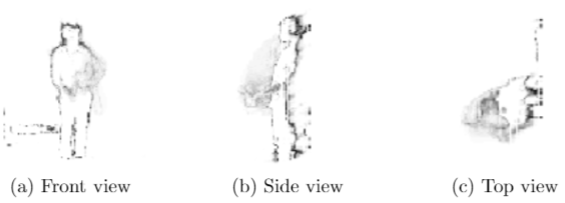 (a) Front view
(b) Side view
(c) Top view